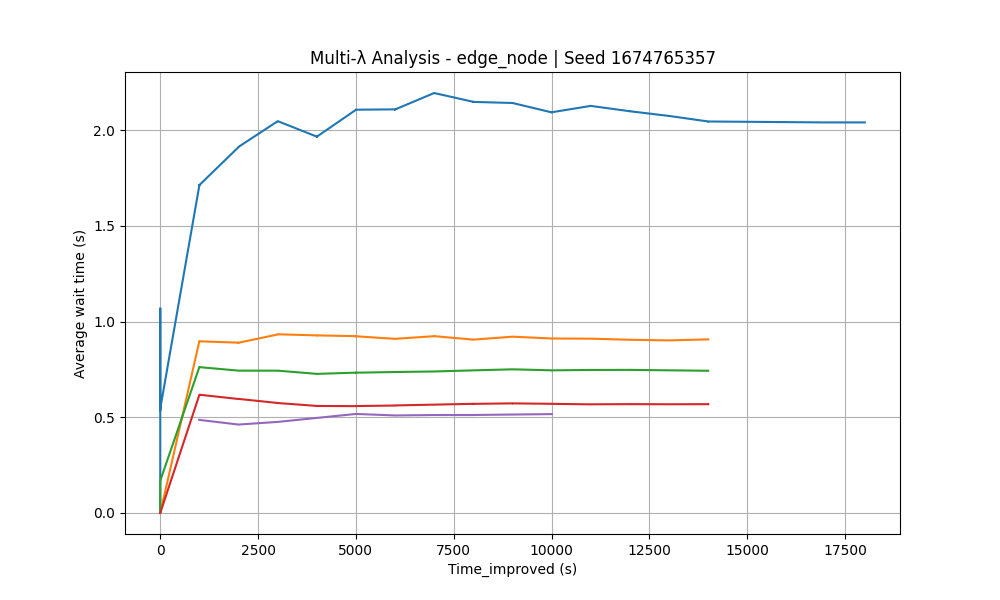 Multi-λ Analysis - edge_node | Seed 1674765357
Average wait time (s)
2.0
1.5
1.0
0.5
0.0
0 2500 5000 7500 10000 12500 15000 17500
Time_improved (s)